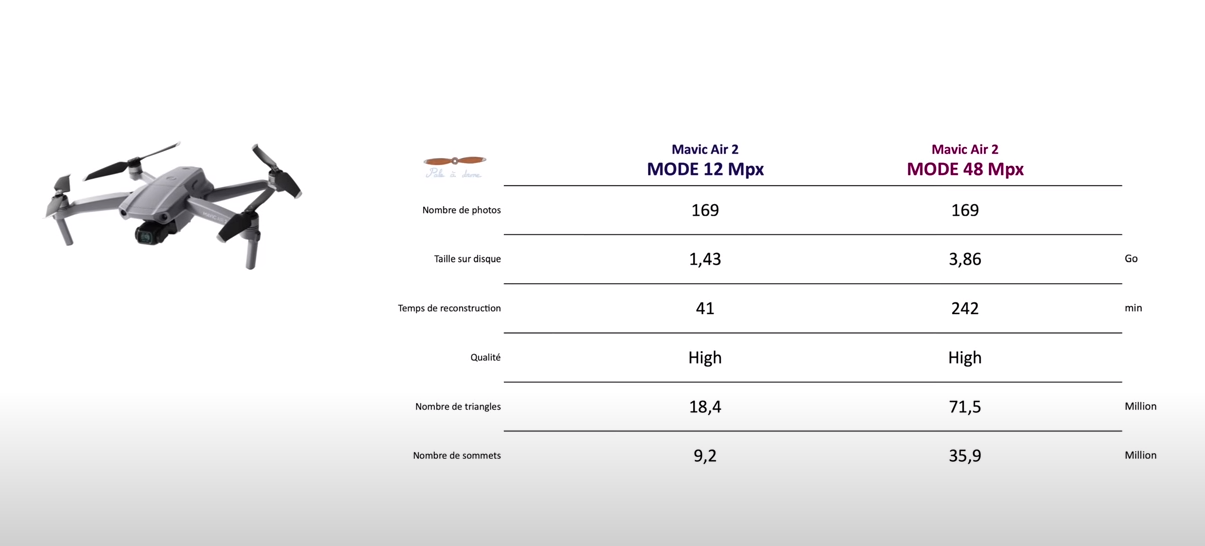 Mavic Air 2 Mavic Air 2
MODE 12 Mpx MODE 48 Mpx
Nombre de photos 169 169
Taille sur disque 1,43 3,86 Go
Temps de reconstruction 41 242 min
Qualité High High
Nombre de triangles 18,4 71,5 Million
Nombre de sommets 9,2 35,9 Million